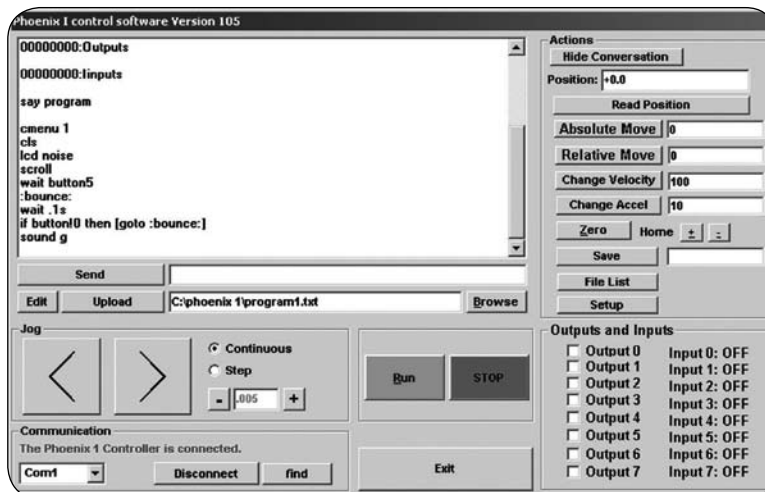 Phoenix I control software Version 105
00000000:Outputs
00000000:Iinputs
say program
cmenu 1
cls
lcd noise
scroll
wait button5
:bounce:
wait .1s
if button!0 then [goto :bounce:]
sound g
Send
Edit Upload C:\phoenix 1\program1.txt Browse
Actions
Hide Conversation
Position: +0.0
Read Position
Absolute Move 0
Relative Move 0
Change Velocity 100
Change Accel 10
Zero Home + -
Save
File List
Setup
Jog
< >
Continuous
Step
- .005 +
Run STOP
Communication
The Phoenix 1 Controller is connected.
Com1 Disconnect find
Exit
Outputs and Inputs
Output 0 Input 0: OFF
Output 1 Input 1: OFF
Output 2 Input 2: OFF
Output 3 Input 3: OFF
Output 4 Input 4: OFF
Output 5 Input 5: OFF
Output 6 Input 6: OFF
Output 7 Input 7: OFF